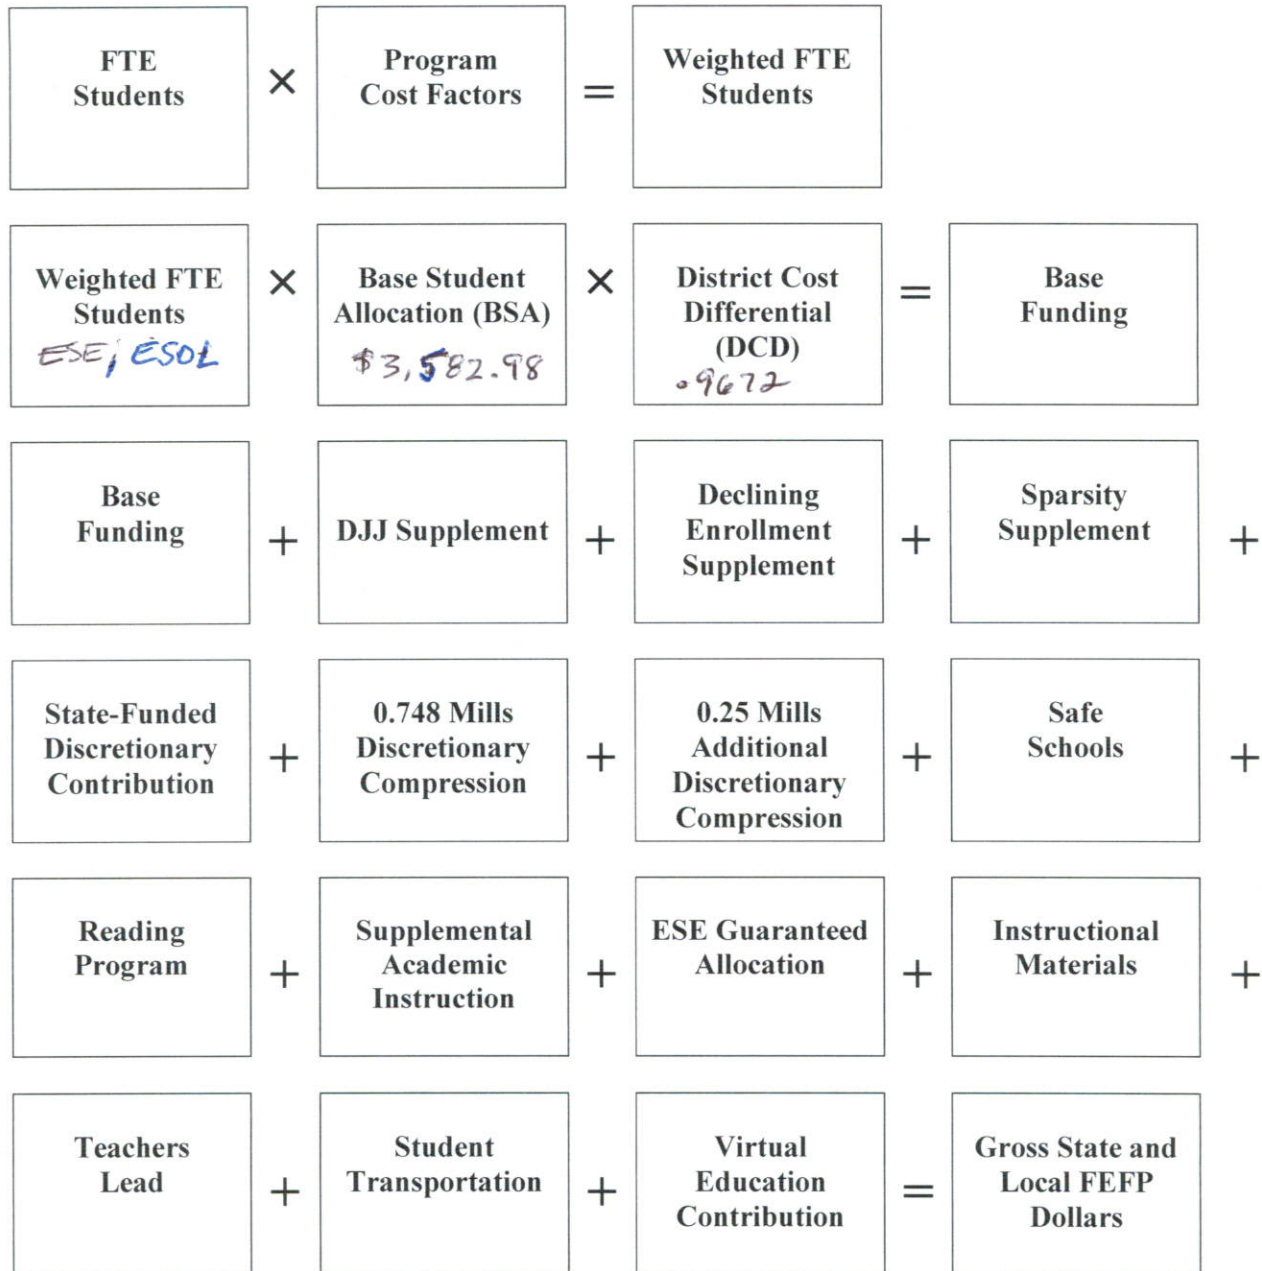 FTE
Students
×
Program
Cost Factors
=
Weighted FTE
Students
Weighted FTE
Students
ESE, ESOL
×
Base Student
Allocation (BSA)
$3,582.98
×
District Cost
Differential
(DCD)
.9672
=
Base
Funding
Base
Funding
+
DJJ Supplement
+
Declining
Enrollment
Supplement
+
Sparsity
Supplement
+
State-Funded
Discretionary
Contribution
+
0.748 Mills
Discretionary
Compression
+
0.25 Mills
Additional
Discretionary
Compression
+
Safe
Schools
+
Reading
Program
+
Supplemental
Academic
Instruction
+
ESE Guaranteed
Allocation
+
Instructional
Materials
+
Teachers
Lead
+
Student
Transportation
+
Virtual
Education
Contribution
=
Gross State and
Local FEFP
Dollars